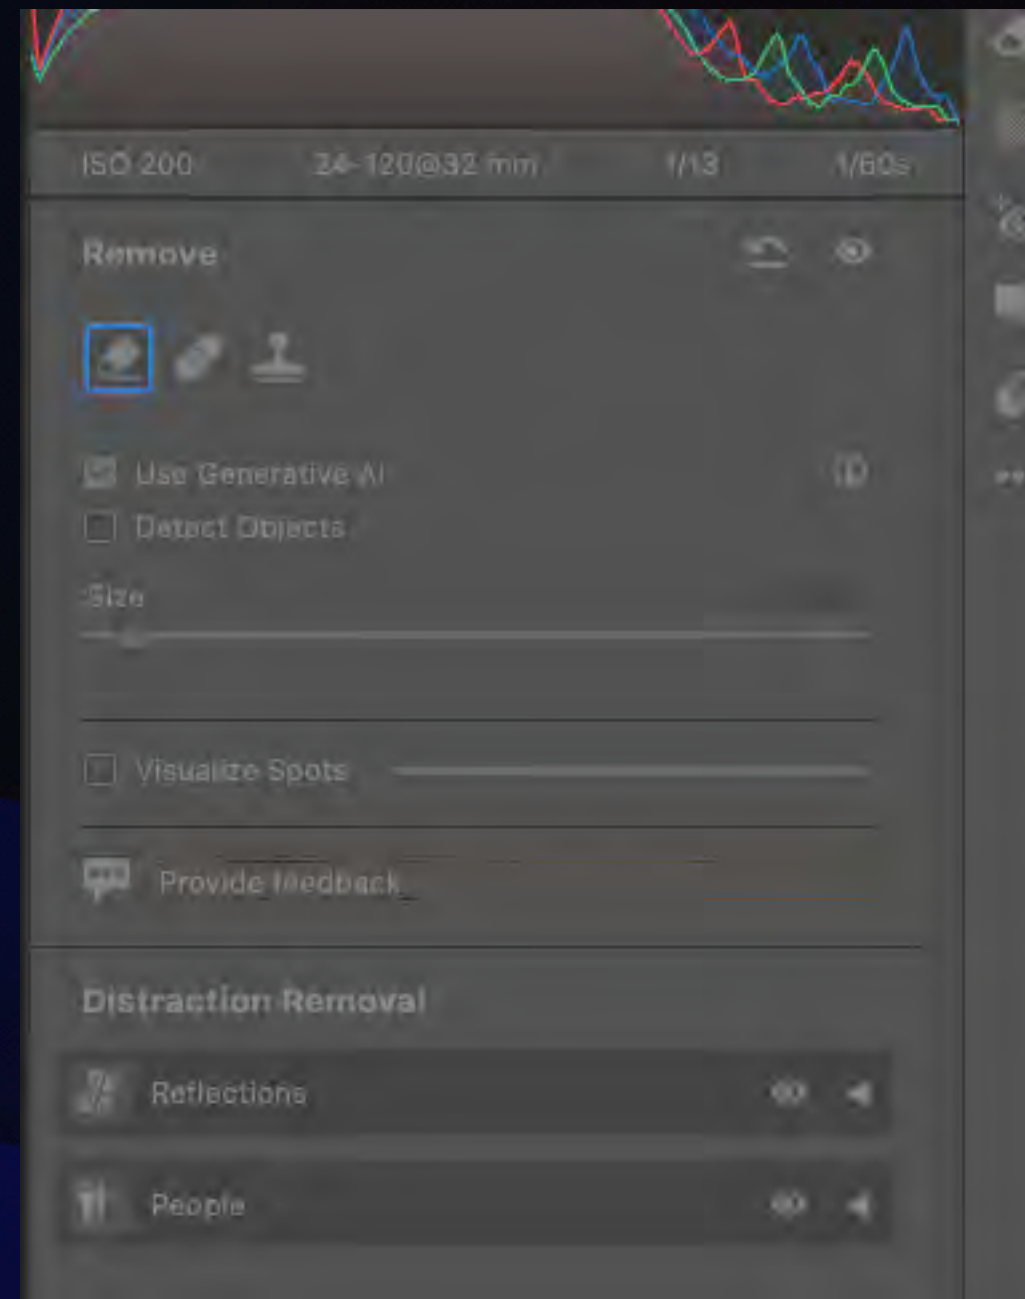 ISO 200 24-120@32 mm 1/13 1/60s
Remove
Use Generative AI
Detect Objects
Size
Visualize Spots
Provide feedback
Distraction Removal
Reflections
People